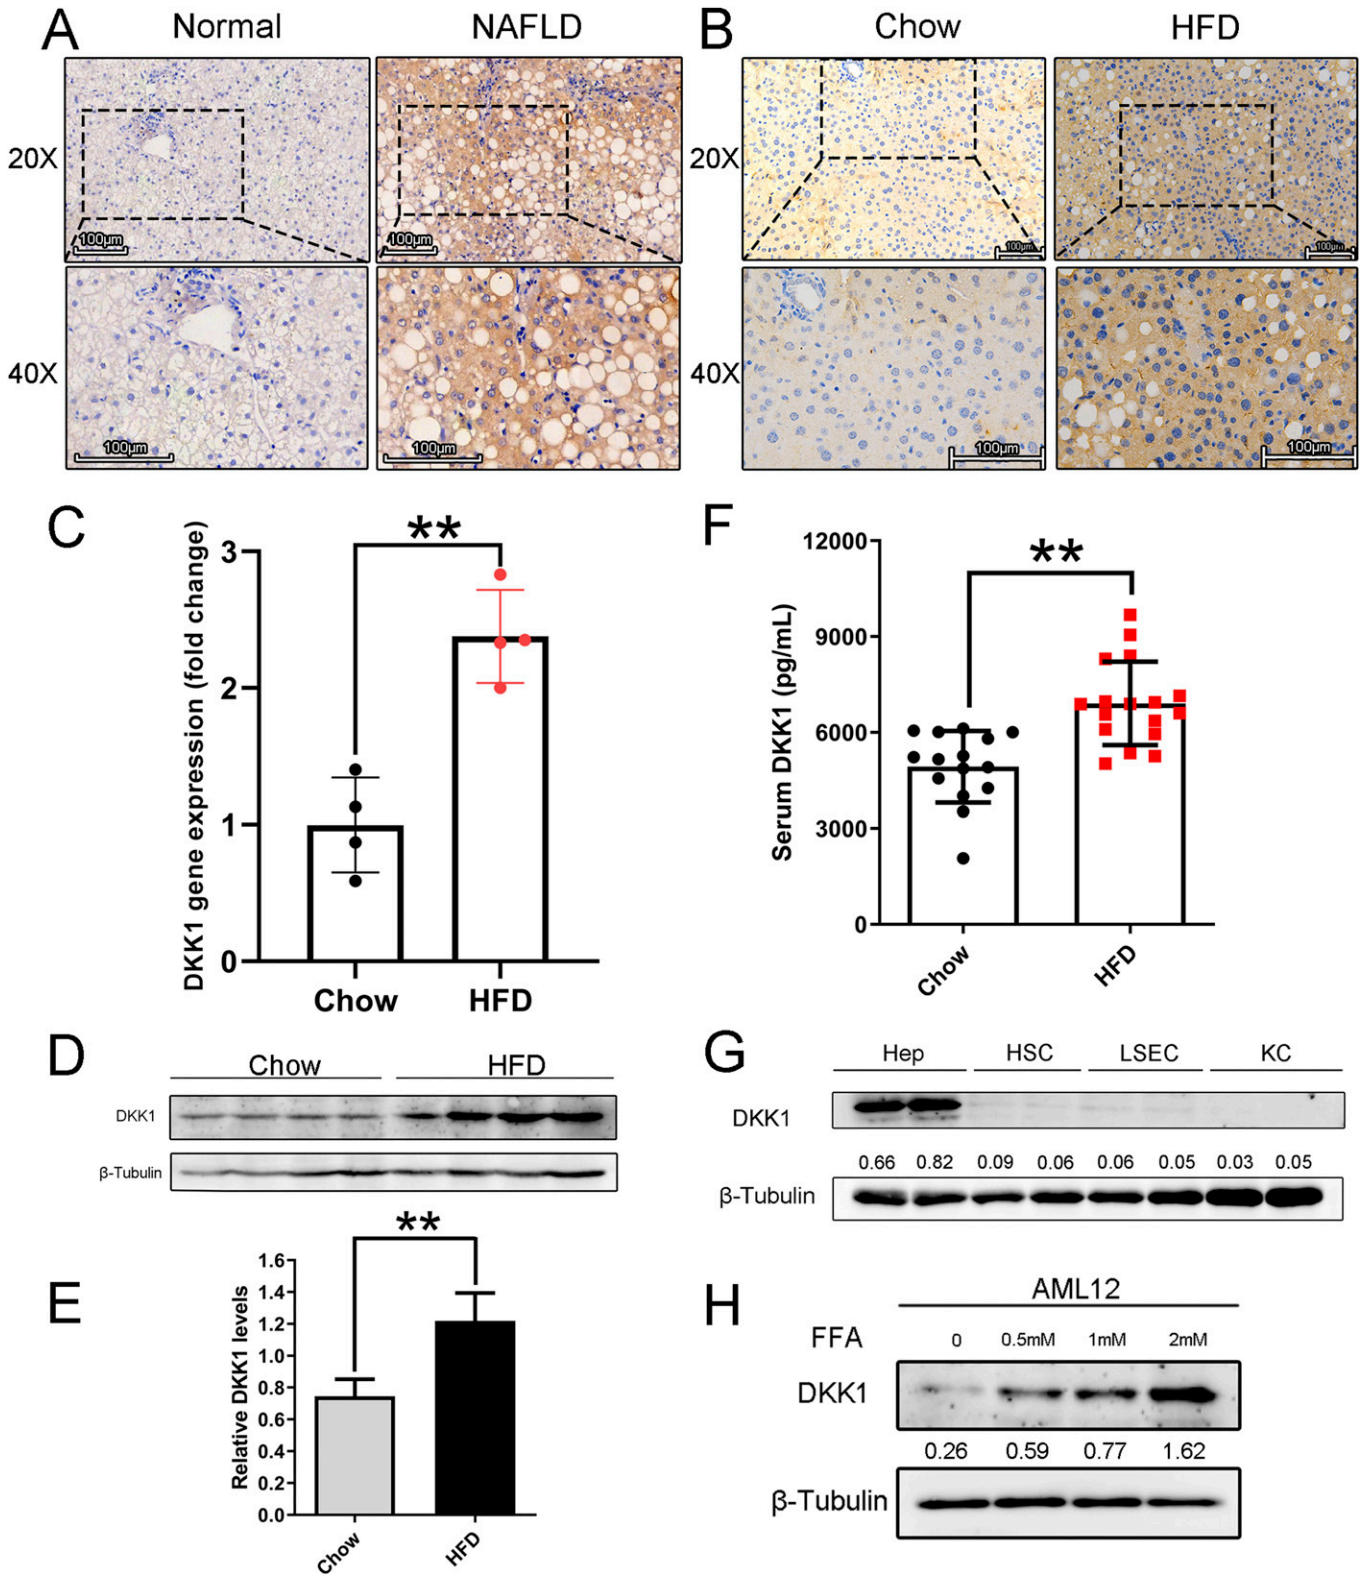 A
Normal
NAFLD
20X
100μm
100μm
40X
100μm
100μm
B
Chow
HFD
20X
100μm
100μm
40X
100μm
100μm
C
DKK1 gene expression (fold change)
3
2
1
0
**
Chow
HFD
F
Serum DKK1 (pg/mL)
12000
9000
6000
3000
0
**
Chow
HFD
D
Chow
HFD
DKK1
β-Tubulin
E
Relative DKK1 levels
1.6
1.4
1.2
1.0
0.8
0.6
0.4
0.2
0.0
**
Chow
HFD
G
Hep
HSC
LSEC
KC
DKK1
0.66 0.82 0.09 0.06 0.06 0.05 0.03 0.05
β-Tubulin
H
AML12
FFA 0 0.5mM 1mM 2mM
DKK1
0.26 0.59 0.77 1.62
β-Tubulin